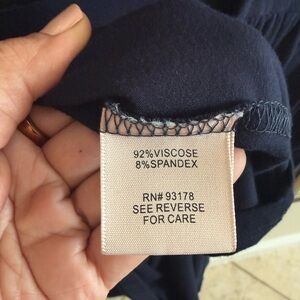 92%VISCOSE
8%SPANDEX
RN# 93178
SEE REVERSE
FOR CARE